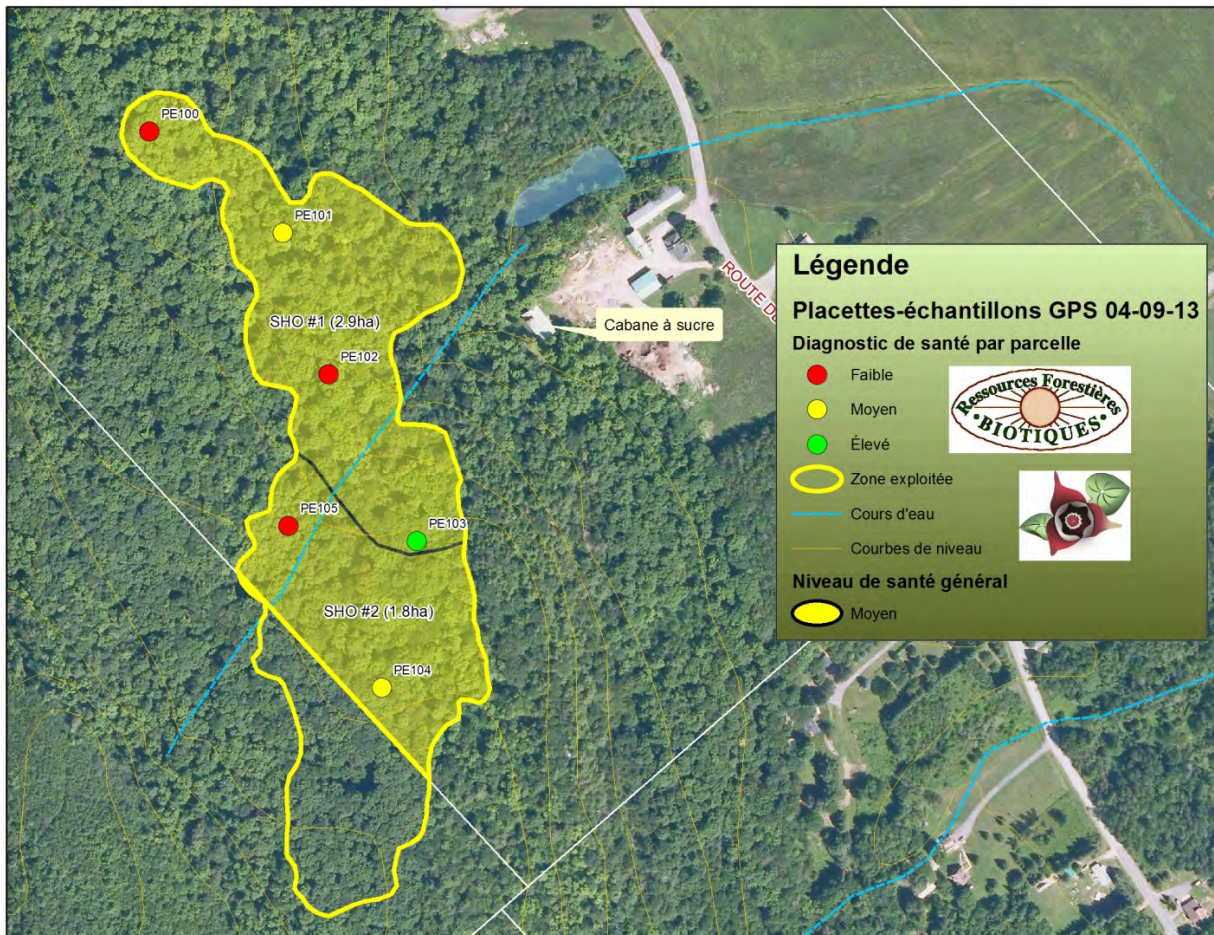 PE100
PE101
SHO #1 (2.9ha)
PE102
Cabane à sucre
ROUTE DE
PE105
PE103
SHO #2 (1.8ha)
PE104
Légende
Placettes-échantillons GPS 04-09-13
Diagnostic de santé par parcelle
Faible
Moyen
Élevé
Zone exploitée
Cours d'eau
Courbes de niveau
Niveau de santé général
Moyen
Ressources Forestières
•BIOTIQUES•